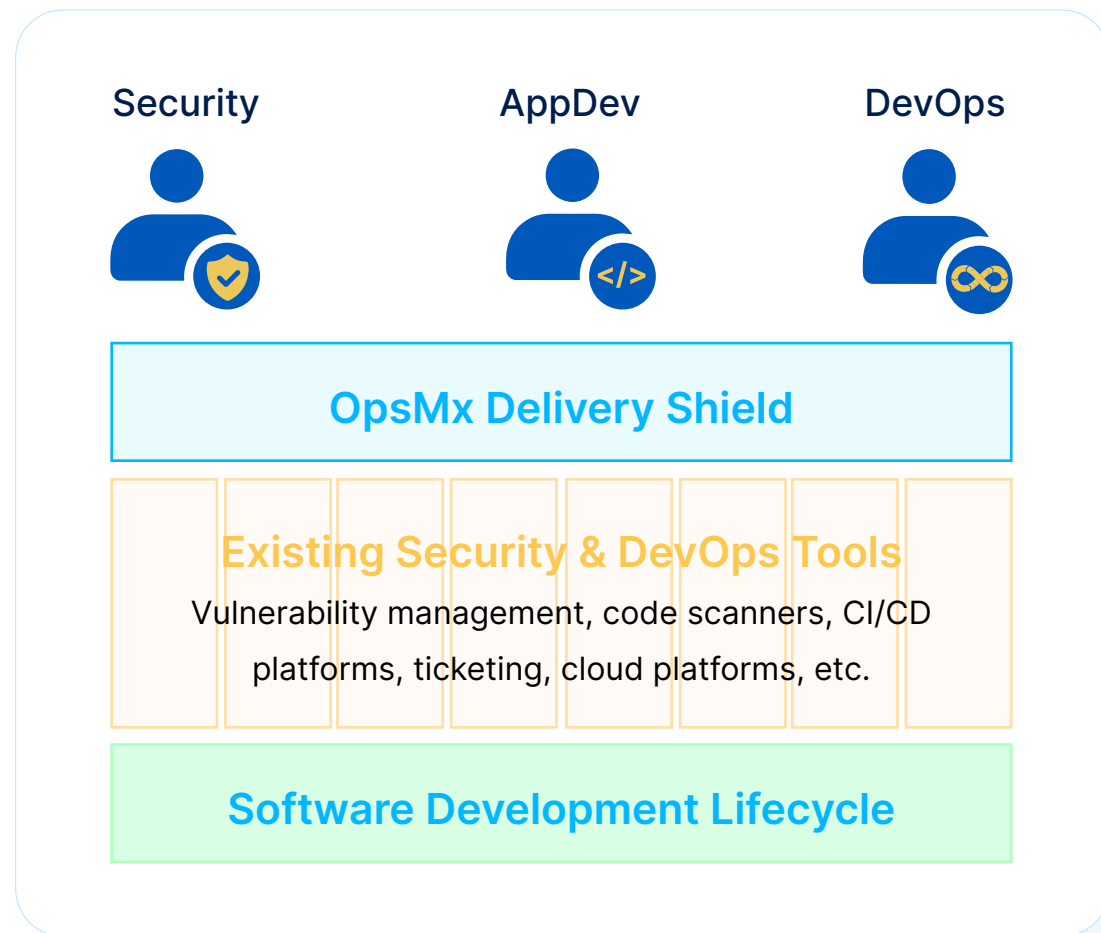 Security
AppDev
DevOps
</>
OpsMx Delivery Shield
Existing Security & DevOps Tools
Vulnerability management, code scanners, CI/CD
platforms, ticketing, cloud platforms, etc.
Software Development Lifecycle